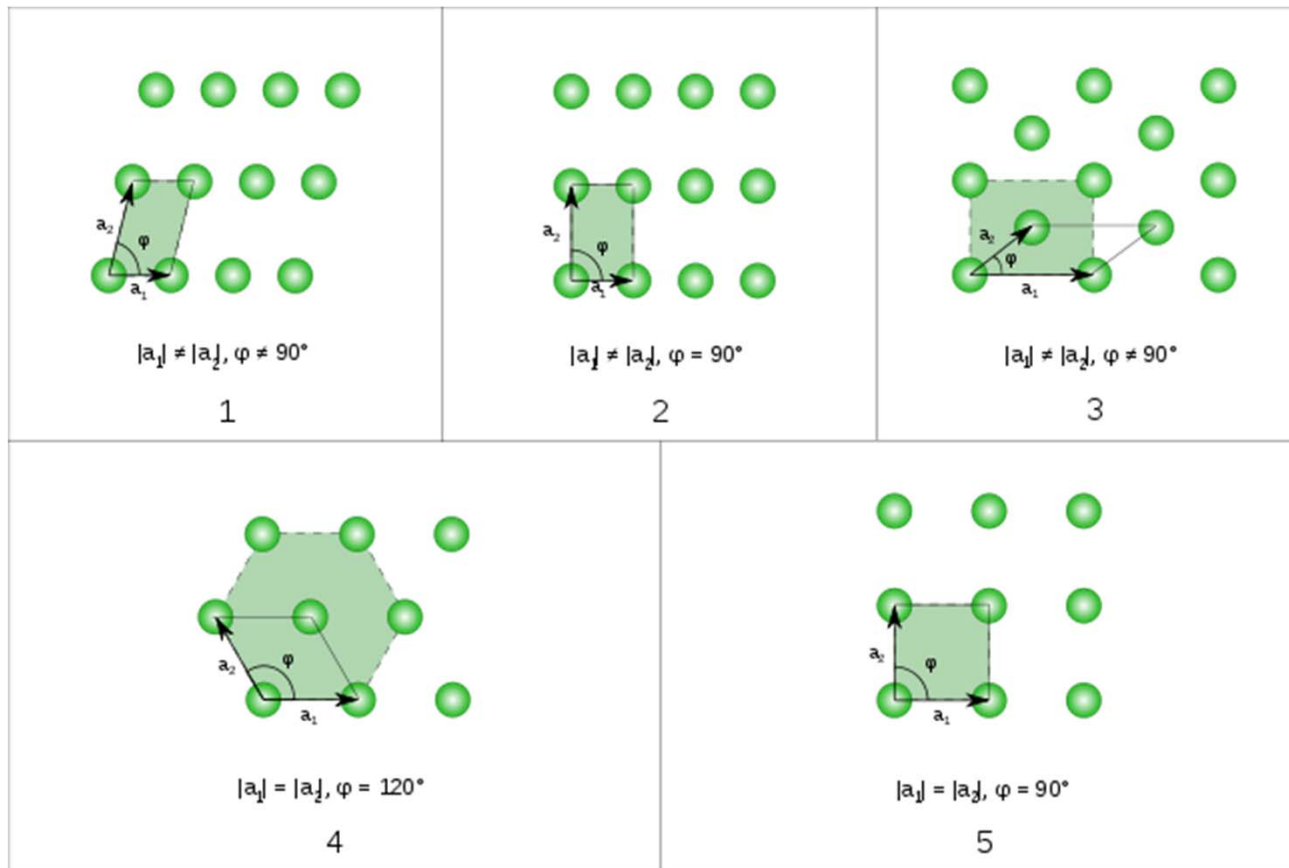 a₂
φ
a₁
|a₁| ≠ |a₂|, φ ≠ 90°
1
a₂
φ
a₁
|a₁| ≠ |a₂|, φ = 90°
2
a₂
φ
a₁
|a₁| ≠ |a₂|, φ ≠ 90°
3
a₂
φ
a₁
|a₁| = |a₂|, φ = 120°
4
a₂
φ
a₁
|a₁| = |a₂|, φ = 90°
5